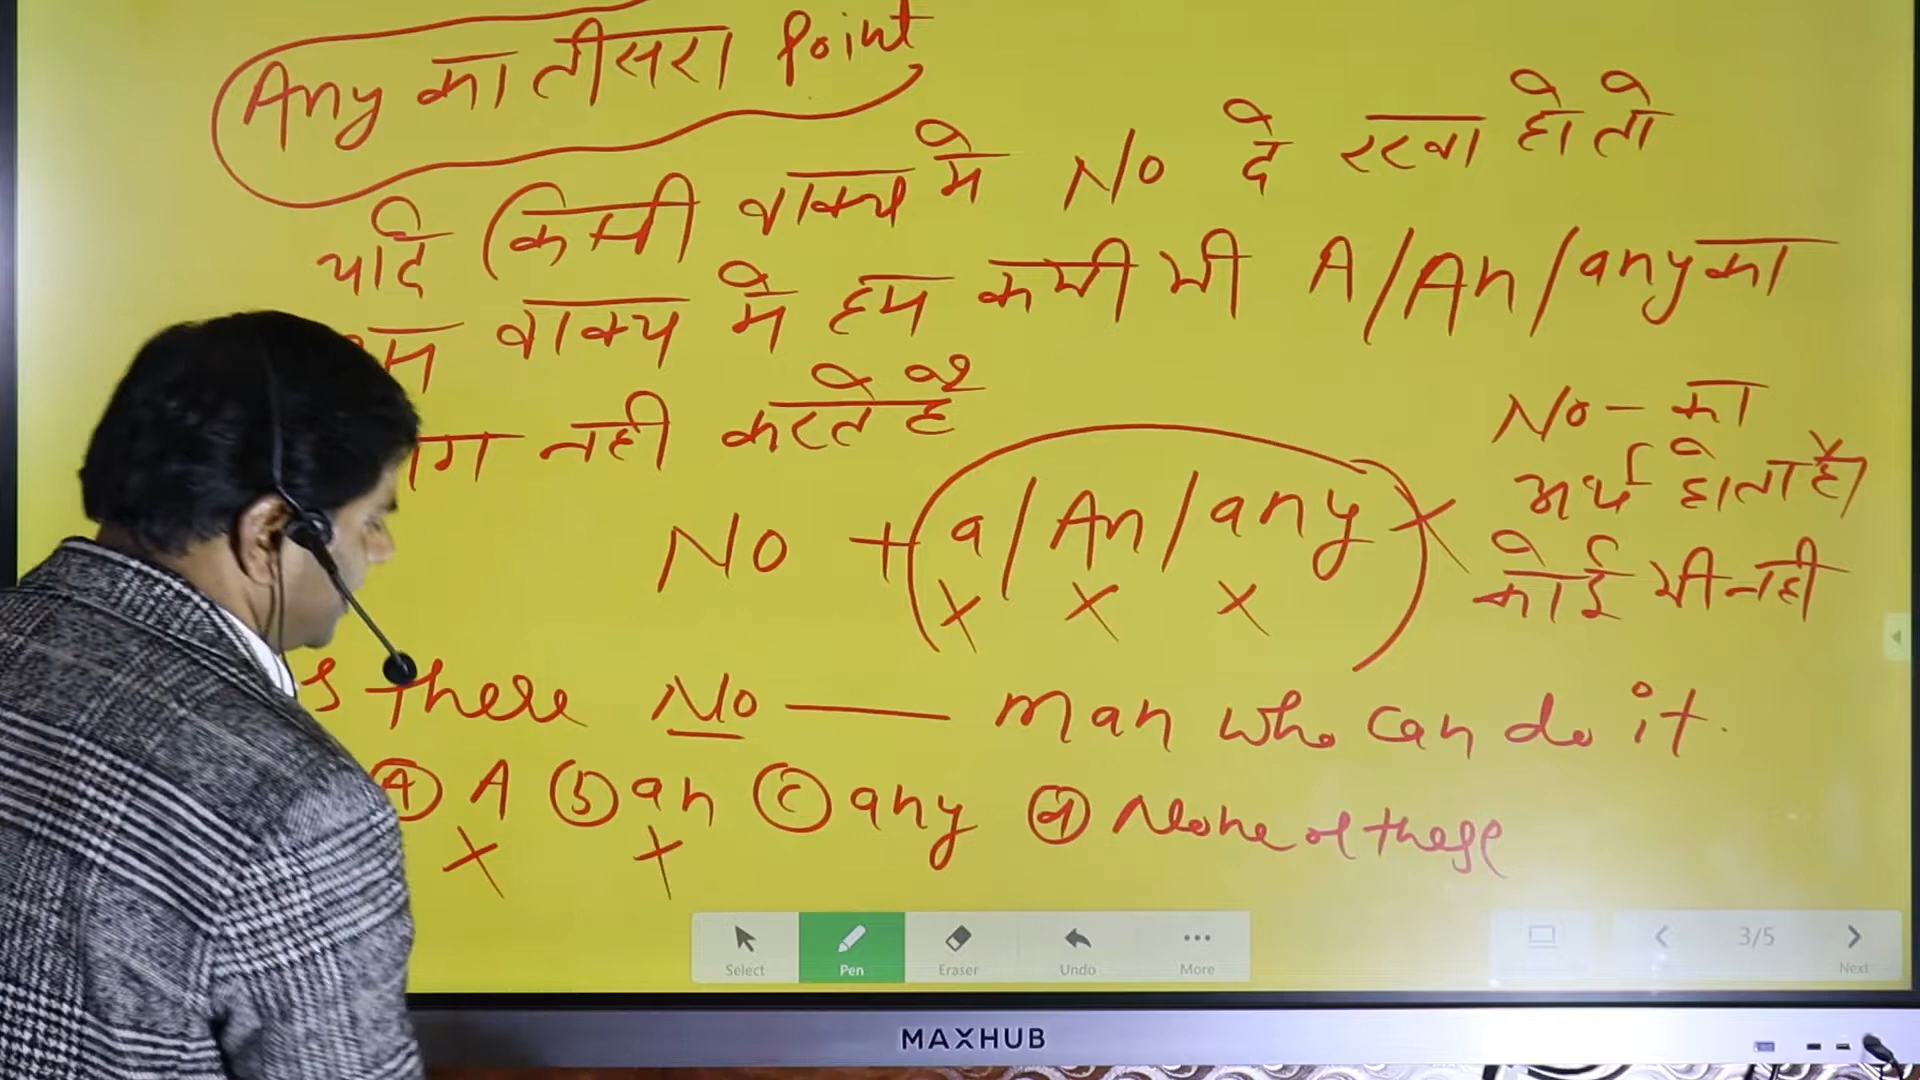 Any का तीसरा Point
यदि किसी वाक्य मे No दे रखा हो तो
वाक्य मे हम कभी भी A/An/any का
नही करते है
No - का
अर्थ होता है
कोई भी नही
No + (a/An/any) ×
× × ×
s there No —— man who can do it.
Ⓐ A ⓑ an ⓒ any ⓓ None of these
× ×
Select Pen Eraser Undo More
3/5 Next
MAXHUB